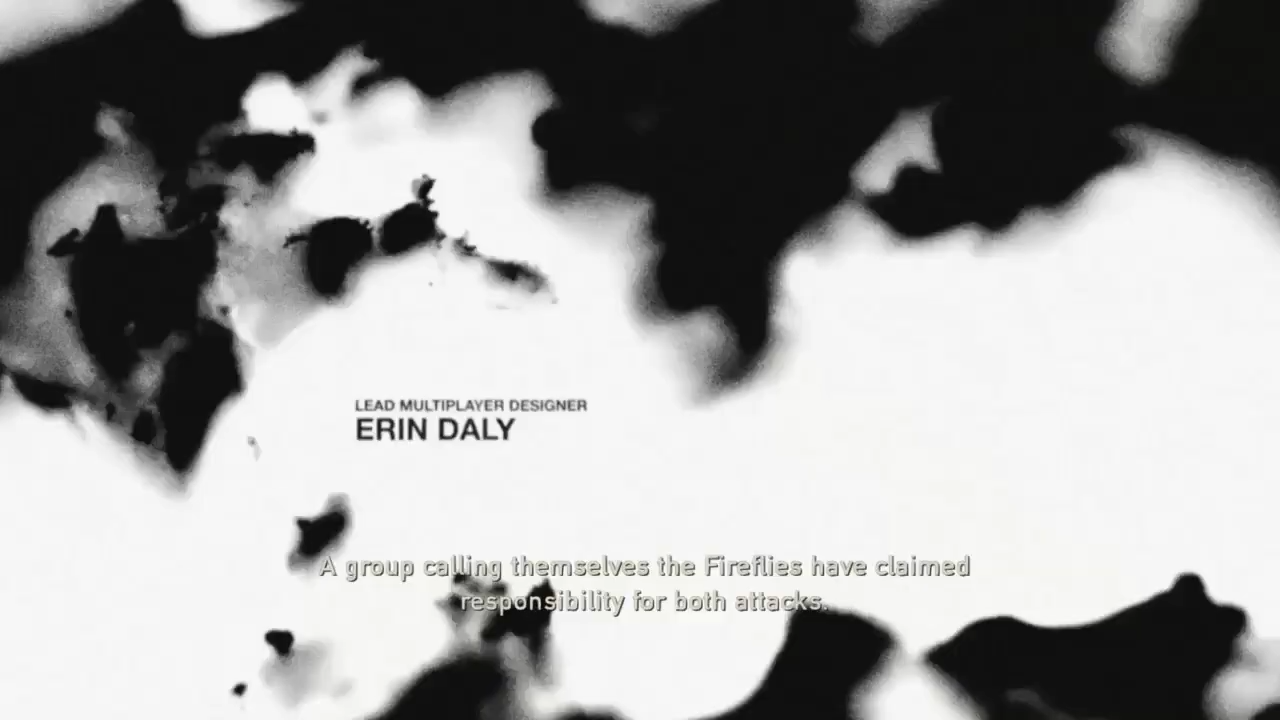 LEAD MULTIPLAYER DESIGNER
ERIN DALY
A group calling themselves the Fireflies have claimed
responsibility for both attacks.